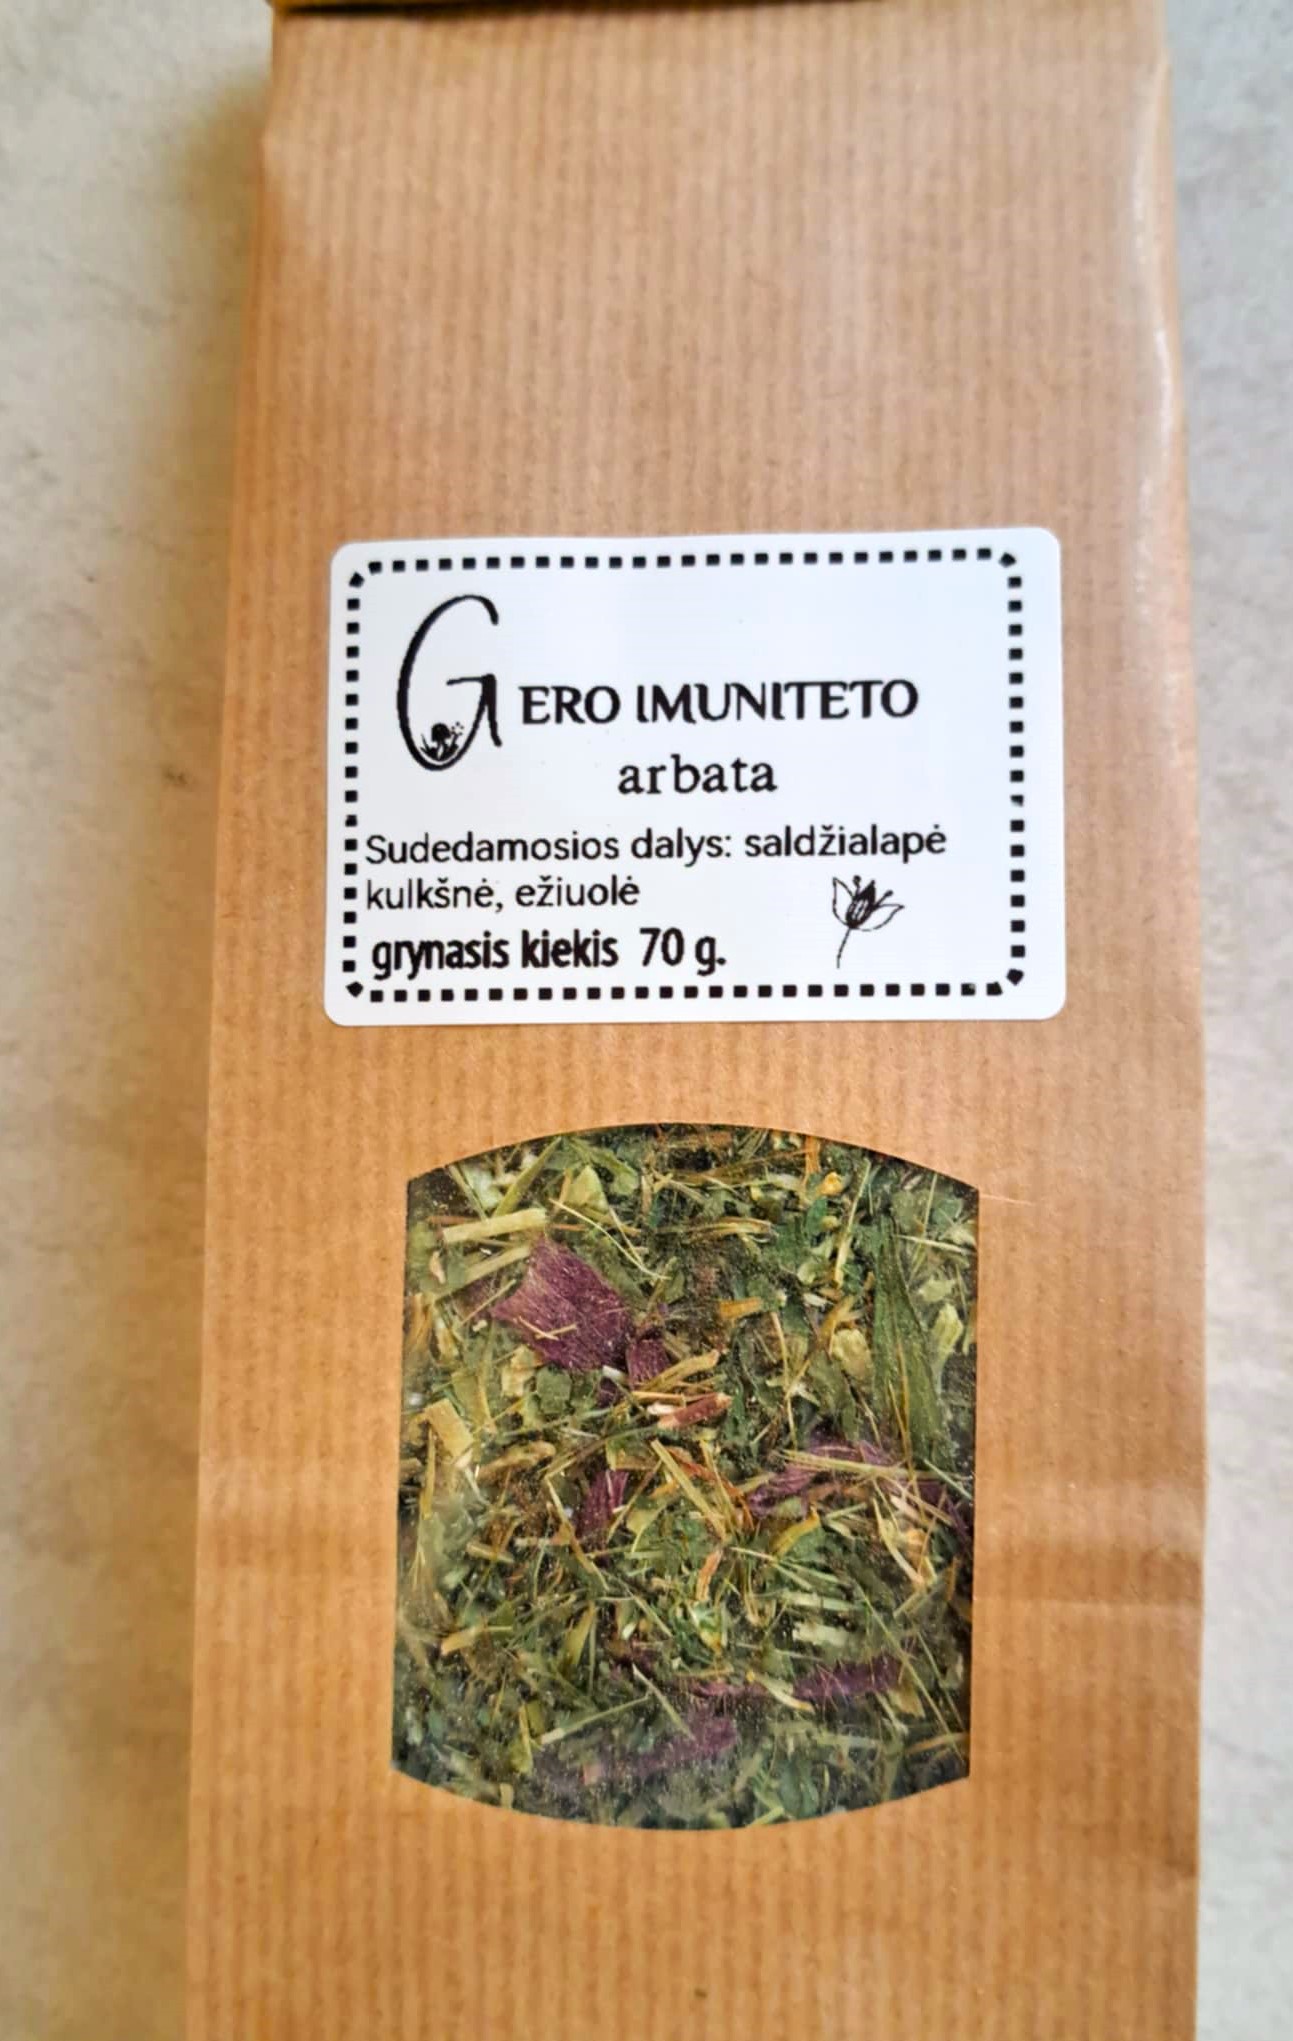 GERO IMUNITETO
arbata
Sudedamosios dalys: saldžialapė
kulkšnė, ežiuolė
grynasis kiekis 70 g.